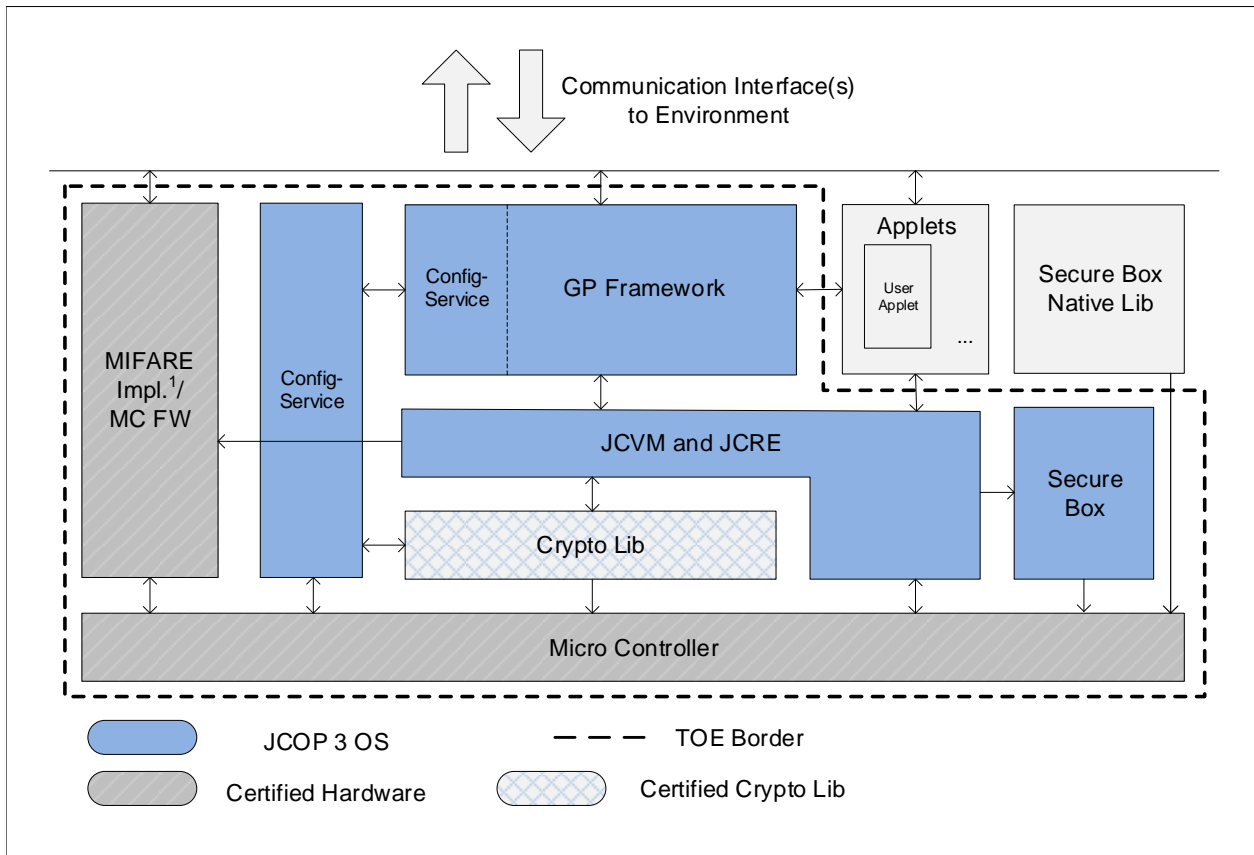 Communication Interface(s)
to Environment
MIFARE
Impl.1/
MC FW
Config-
Service
Config-
Service
GP Framework
Applets
User
Applet
...
Secure Box
Native Lib
JCVM and JCRE
Secure
Box
Crypto Lib
Micro Controller
JCOP 3 OS
TOE Border
Certified Hardware
Certified Crypto Lib